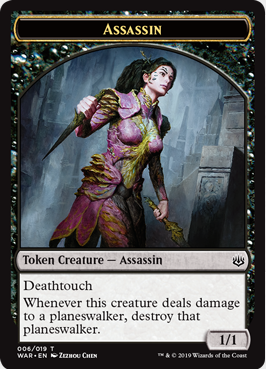 Assassin
Token Creature — Assassin
Deathtouch
Whenever this creature deals damage
to a planeswalker, destroy that
planeswalker.
1/1
006/019 T
WAR • EN Zezhou Chen
™ & © 2019 Wizards of the Coast